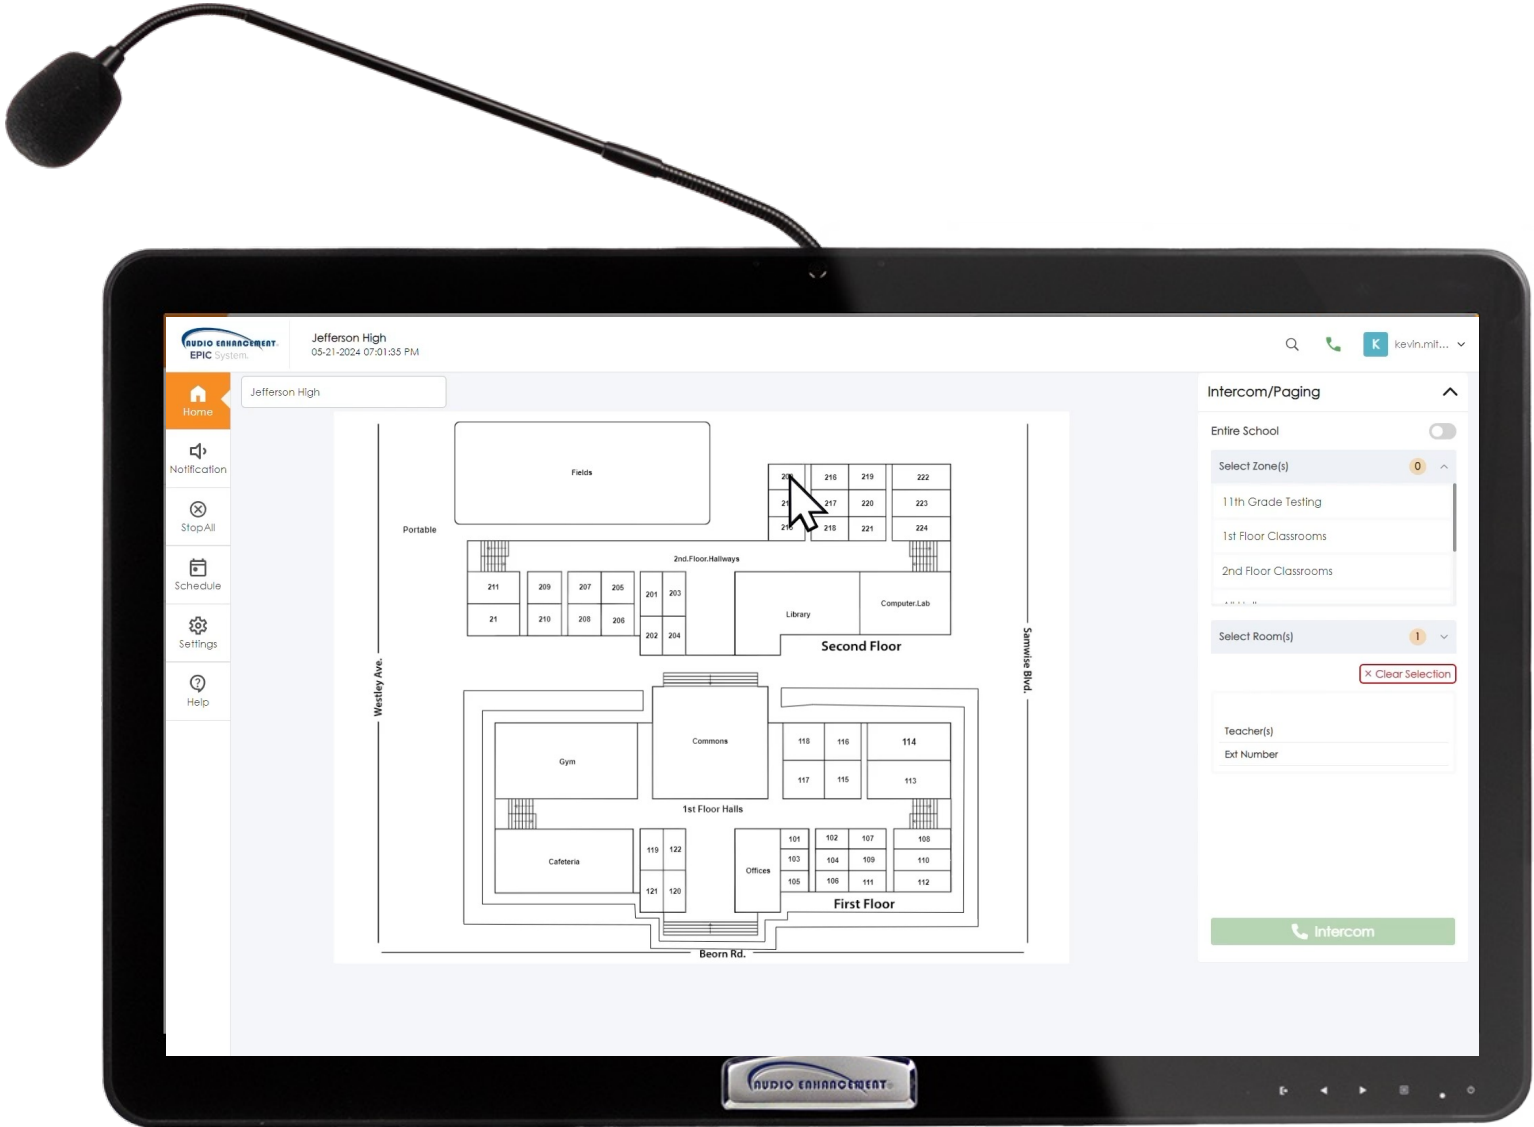 AUDIO ENHANCEMENT
EPIC System.
Jefferson High
05-21-2024 07:01:35 PM
K
kevin.mit...
Home
Notification
StopAll
Schedule
Settings
Help
Jefferson High
Fields
Portable
216 219 222
217 220 223
218 221 224
2nd.Floor.Hallways
211 209 207 205 201 203
21 210 208 206 202 204
Library
Computer.Lab
Second Floor
Westley Ave.
Samwise Blvd.
Commons
Gym
118 116 114
117 115 113
1st Floor Halls
Cafeteria
119 122
121 120
Offices
101 102 107 108
103 104 109 110
105 106 111 112
First Floor
Beorn Rd.
Intercom/Paging
Entire School
Select Zone(s) 0
11th Grade Testing
1st Floor Classrooms
2nd Floor Classrooms
Select Room(s) 1
× Clear Selection
Teacher(s)
Ext Number
Intercom
AUDIO ENHANCEMENT